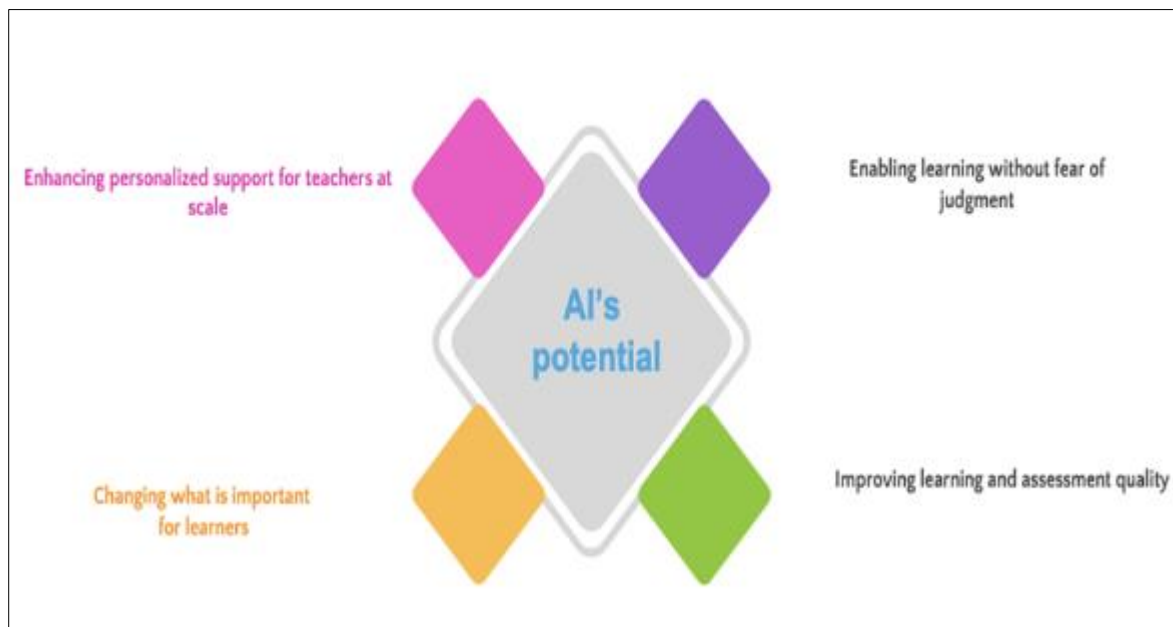 Enhancing personalized support for teachers at
scale
Enabling learning without fear of
judgment
AI's
potential
Changing what is important
for learners
Improving learning and assessment quality